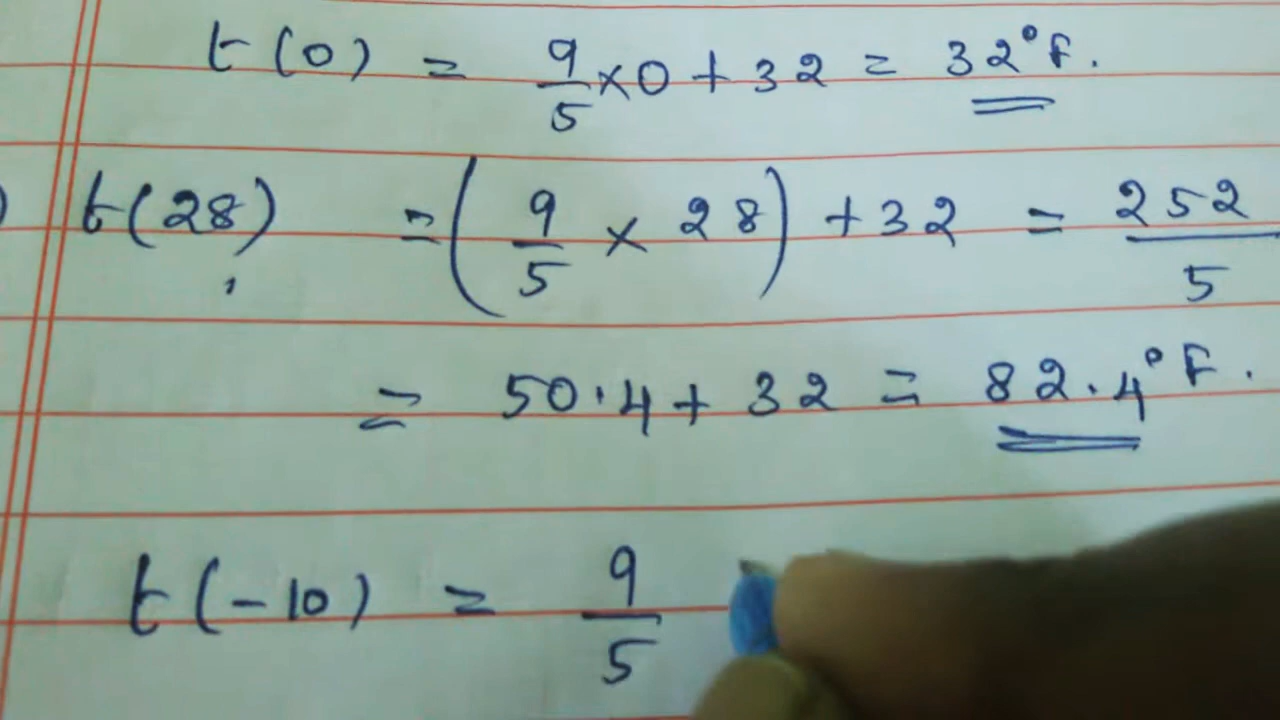 t(0) = 9/5 × 0 + 32 = 32°F.
) t(28) = (9/5 × 28) + 32 = 252/5
= 50.4 + 32 = 82.4°F.
t(-10) = 9/5